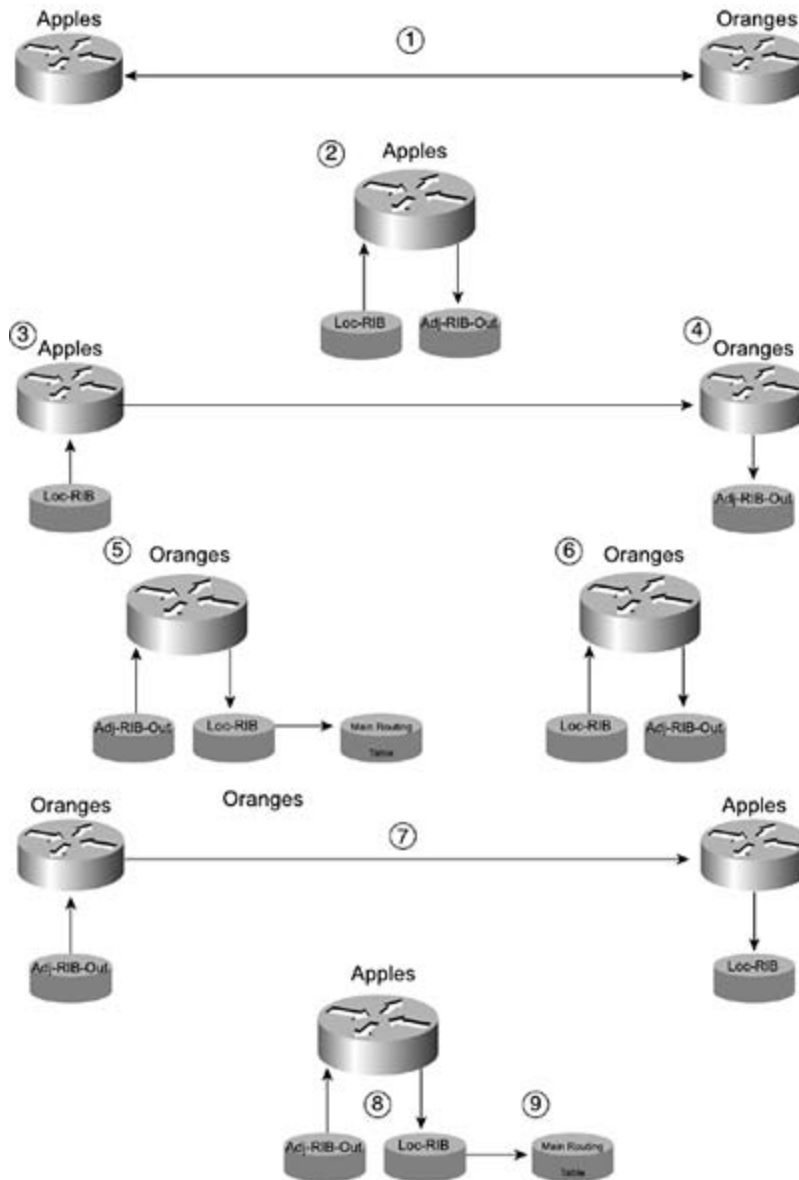 Apples
Oranges
①
②
Apples
Loc-RIB
Adj-RIB-Out
③
Apples
④
Oranges
Loc-RIB
Adj-RIB-Out
⑤
Oranges
⑥
Oranges
Adj-RIB-Out
Loc-RIB
Main Routing
Table
Loc-RIB
Adj-RIB-Out
Oranges
Oranges
Apples
⑦
Adj-RIB-Out
Loc-RIB
Apples
⑧
⑨
Adj-RIB-Out
Loc-RIB
Main Routing
Table